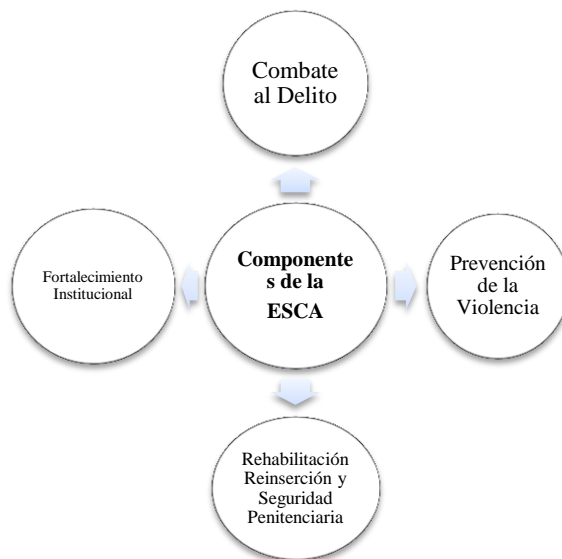 Combate
al Delito
Fortalecimiento
Institucional
Componente
s de la
ESCA
Prevención
de la
Violencia
Rehabilitación
Reinserción y
Seguridad
Penitenciaria